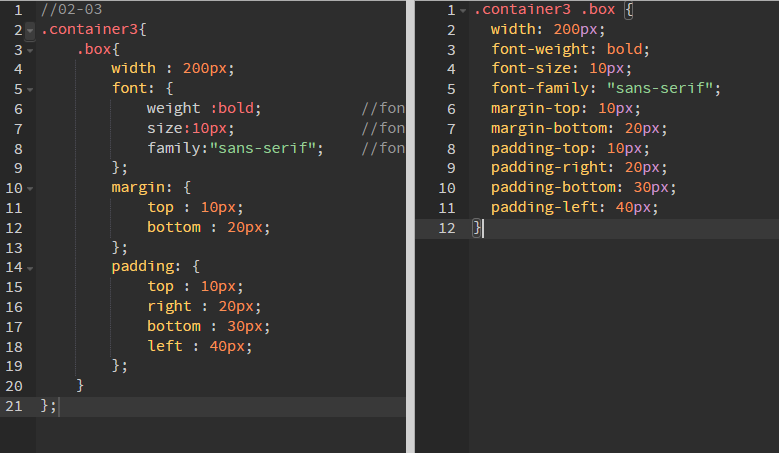 1 //02-03
2 .container3{
3 .box{
4 width : 200px;
5 font: {
6 weight :bold; //fon
7 size:10px; //fon
8 family:"sans-serif"; //fon
9 };
10 margin: {
11 top : 10px;
12 bottom : 20px;
13 };
14 padding: {
15 top : 10px;
16 right : 20px;
17 bottom : 30px;
18 left : 40px;
19 };
20 }
21 };
1 .container3 .box {
2 width: 200px;
3 font-weight: bold;
4 font-size: 10px;
5 font-family: "sans-serif";
6 margin-top: 10px;
7 margin-bottom: 20px;
8 padding-top: 10px;
9 padding-right: 20px;
10 padding-bottom: 30px;
11 padding-left: 40px;
12 }